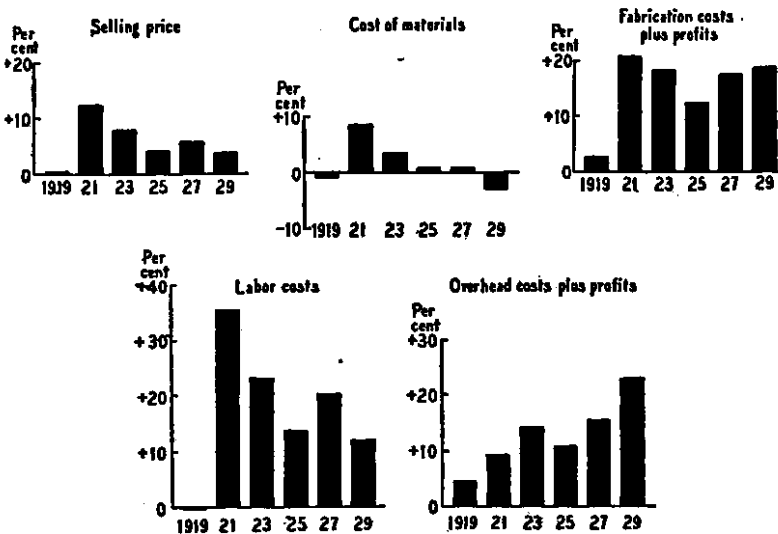 Selling price
Per
cent
+20
+10
0
1919 21 23 25 27 29
Cost of materials
Per
cent
+10
0
-10
1919 21 23 25 27 29
Fabrication costs
plus profits
Per
cent
+20
+10
0
1919 21 23 25 27 29
Labor costs
Per
cent
+40
+30
+20
+10
0
1919 21 23 25 27 29
Overhead costs plus profits
Per
cent
+30
+20
+10
0
1919 21 23 25 27 29